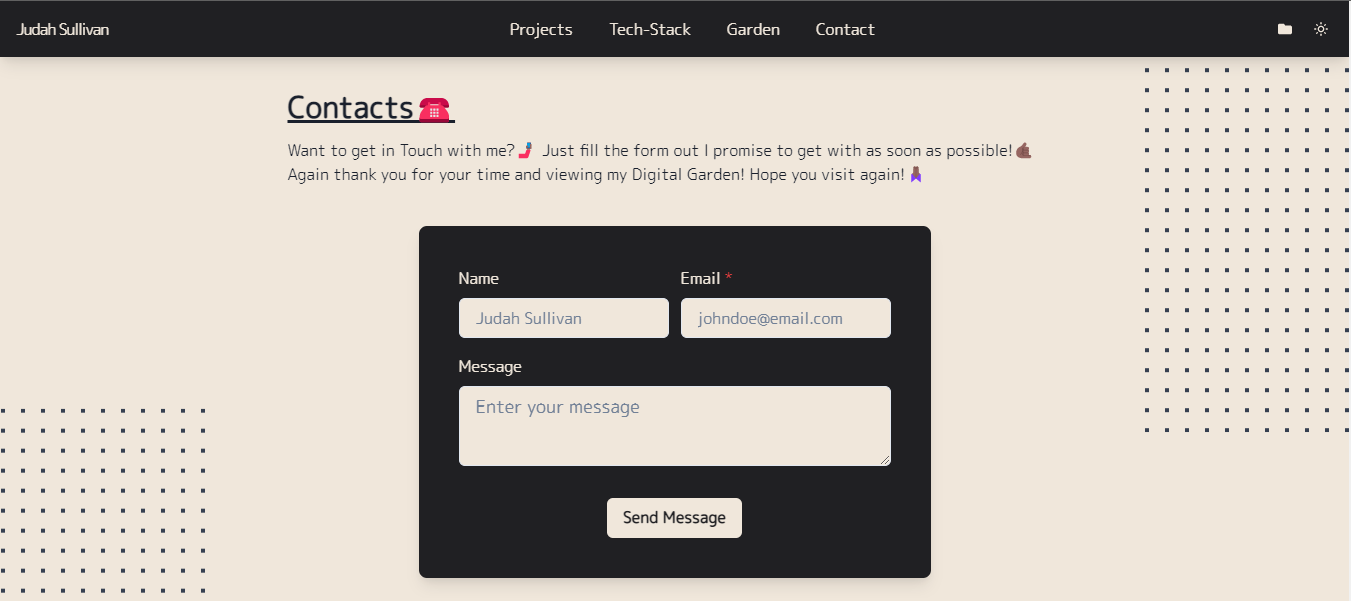 Judah Sullivan
Projects Tech-Stack Garden Contact
Contacts☎️
Want to get in Touch with me?🤳 Just fill the form out I promise to get with as soon as possible!🤙🏾
Again thank you for your time and viewing my Digital Garden! Hope you visit again!🙏🏾
Name Email *
Judah Sullivan johndoe@email.com
Message
Enter your message
Send Message